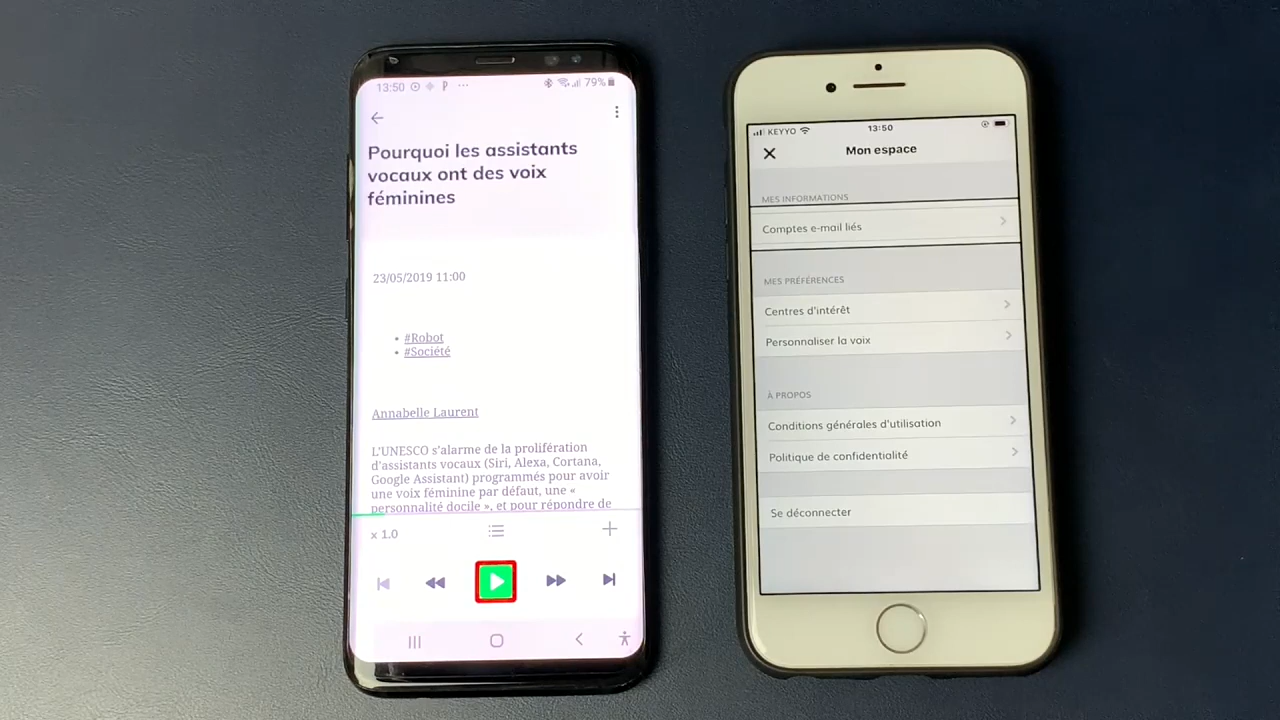 13:50
79%
Pourquoi les assistants
vocaux ont des voix
féminines
23/05/2019 11:00
• #Robot
• #Société
Annabelle Laurent
L'UNESCO s'alarme de la prolifération
d'assistants vocaux (Siri, Alexa, Cortana,
Google Assistant) programmés pour avoir
une voix féminine par défaut, une «
personnalité docile », et pour répondre de
x 1.0
KEYYO
13:50
Mon espace
MES INFORMATIONS
Comptes e-mail liés
MES PRÉFÉRENCES
Centres d'intérêt
Personnaliser la voix
À PROPOS
Conditions générales d'utilisation
Politique de confidentialité
Se déconnecter